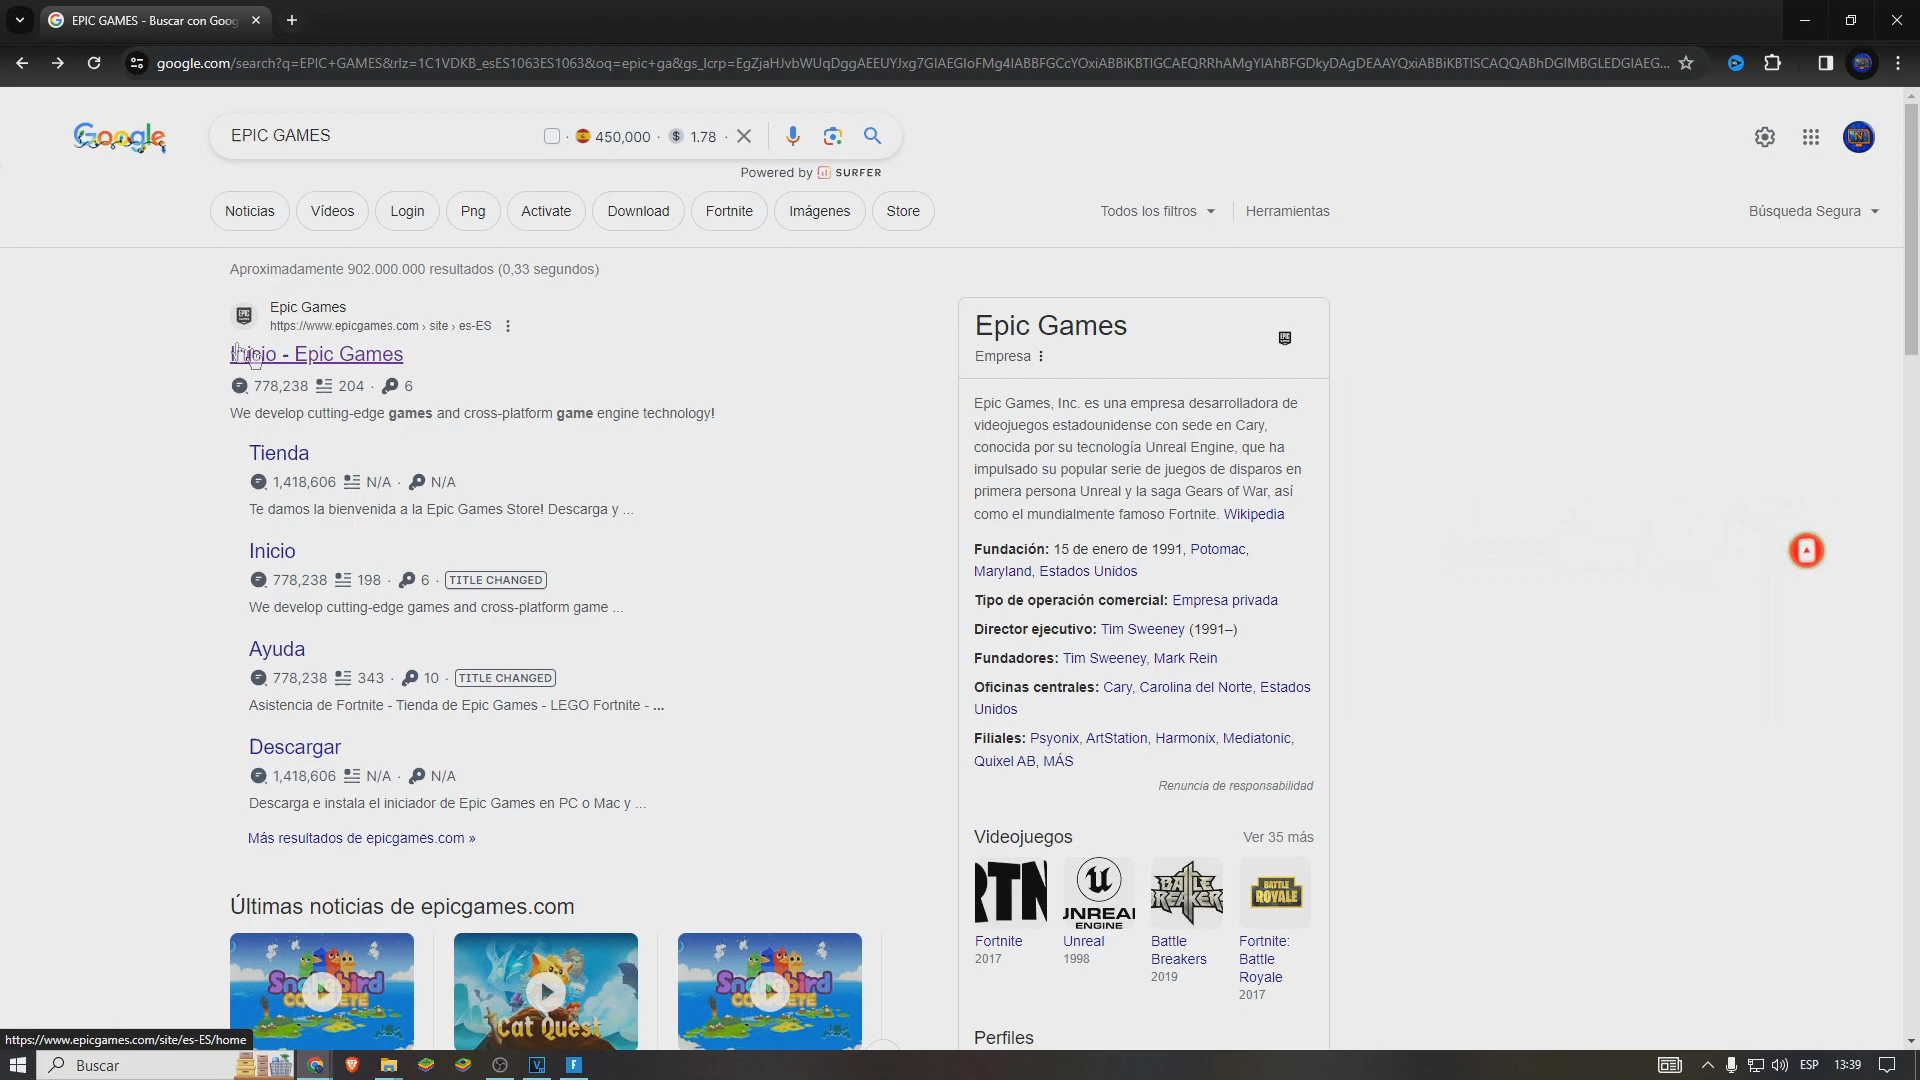 EPIC GAMES - Buscar con Goog
google.com/search?q=EPIC+GAMES&rlz=1C1VDKB_esES1063ES1063&oq=epic+ga&gs_lcrp=EgZjaHJvbWUqDggAEEUYJxg7GIAEGIoFMg4IABBFGCcYOxiABBiKBTIGCAEQRRhAMgYIAhBFGDkyDAgDEAAYQxiABBiKBTISCAQQABhDGIMBGLEDGIAEG...
Google
EPIC GAMES
450,000 · 1.78 ·
Powered by SURFER
Noticias
Vídeos
Login
Png
Activate
Download
Fortnite
Imágenes
Store
Todos los filtros
Herramientas
Búsqueda Segura
Aproximadamente 902.000.000 resultados (0,33 segundos)
Epic Games
https://www.epicgames.com › site › es-ES
Inicio - Epic Games
778,238 204 · 6
We develop cutting-edge games and cross-platform game engine technology!
Tienda
1,418,606 N/A · N/A
Te damos la bienvenida a la Epic Games Store! Descarga y ...
Inicio
778,238 198 · 6 · TITLE CHANGED
We develop cutting-edge games and cross-platform game ...
Ayuda
778,238 343 · 10 · TITLE CHANGED
Asistencia de Fortnite - Tienda de Epic Games - LEGO Fortnite - ...
Descargar
1,418,606 N/A · N/A
Descarga e instala el iniciador de Epic Games en PC o Mac y ...
Más resultados de epicgames.com »
Últimas noticias de epicgames.com
Snakebird
COMPLETE
Cat Quest
Snakebird
COMPLETE
Epic Games
Empresa
Epic Games, Inc. es una empresa desarrolladora de
videojuegos estadounidense con sede en Cary,
conocida por su tecnología Unreal Engine, que ha
impulsado su popular serie de juegos de disparos en
primera persona Unreal y la saga Gears of War, así
como el mundialmente famoso Fortnite. Wikipedia
Fundación: 15 de enero de 1991, Potomac,
Maryland, Estados Unidos
Tipo de operación comercial: Empresa privada
Director ejecutivo: Tim Sweeney (1991–)
Fundadores: Tim Sweeney, Mark Rein
Oficinas centrales: Cary, Carolina del Norte, Estados
Unidos
Filiales: Psyonix, ArtStation, Harmonix, Mediatonic,
Quixel AB, MÁS
Renuncia de responsabilidad
Videojuegos
Ver 35 más
RTN
UNREAL
ENGINE
BATTLE
BREAKERS
BATTLE
ROYALE
Fortnite
2017
Unreal
1998
Battle
Breakers
2019
Fortnite:
Battle
Royale
2017
Perfiles
https://www.epicgames.com/site/es-ES/home
Buscar
ESP
13:39